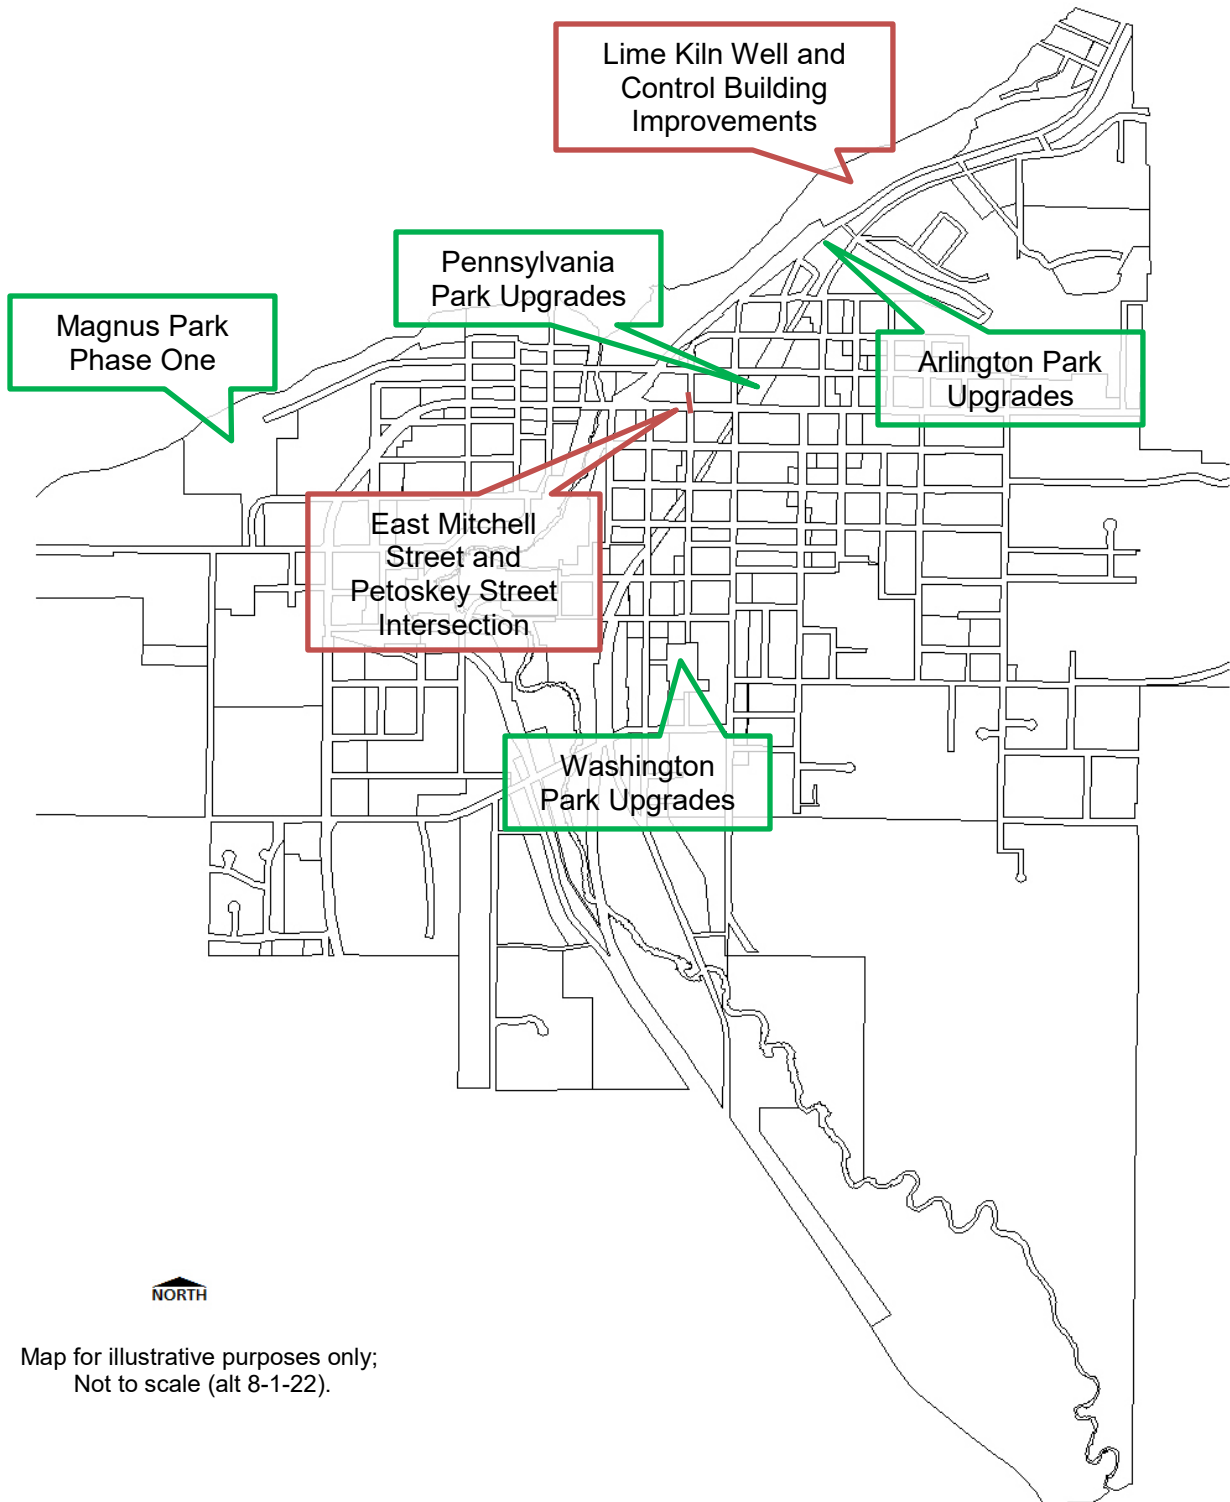 Lime Kiln Well and
Control Building
Improvements
Pennsylvania
Park Upgrades
Magnus Park
Phase One
Arlington Park
Upgrades
East Mitchell
Street and
Petoskey Street
Intersection
Washington
Park Upgrades
NORTH
Map for illustrative purposes only;
Not to scale (alt 8-1-22).